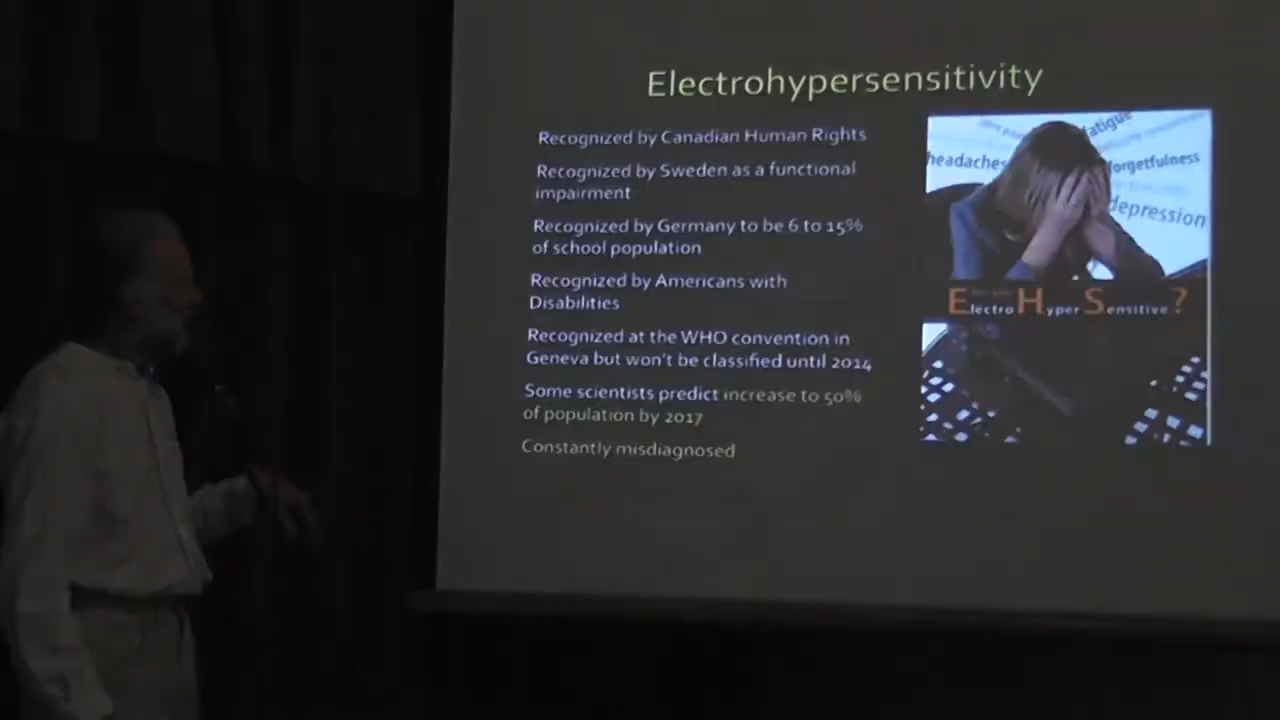 Electrohypersensitivity
Recognized by Canadian Human Rights
Recognized by Sweden as a functional
impairment
Recognized by Germany to be 6 to 15%
of school population
Recognized by Americans with
Disabilities
Recognized at the WHO convention in
Geneva but won't be classified until 2014
Some scientists predict increase to 50%
of population by 2017
Constantly misdiagnosed
fatigue
headaches
forgetfulness
depression
Electro Hyper Sensitive?